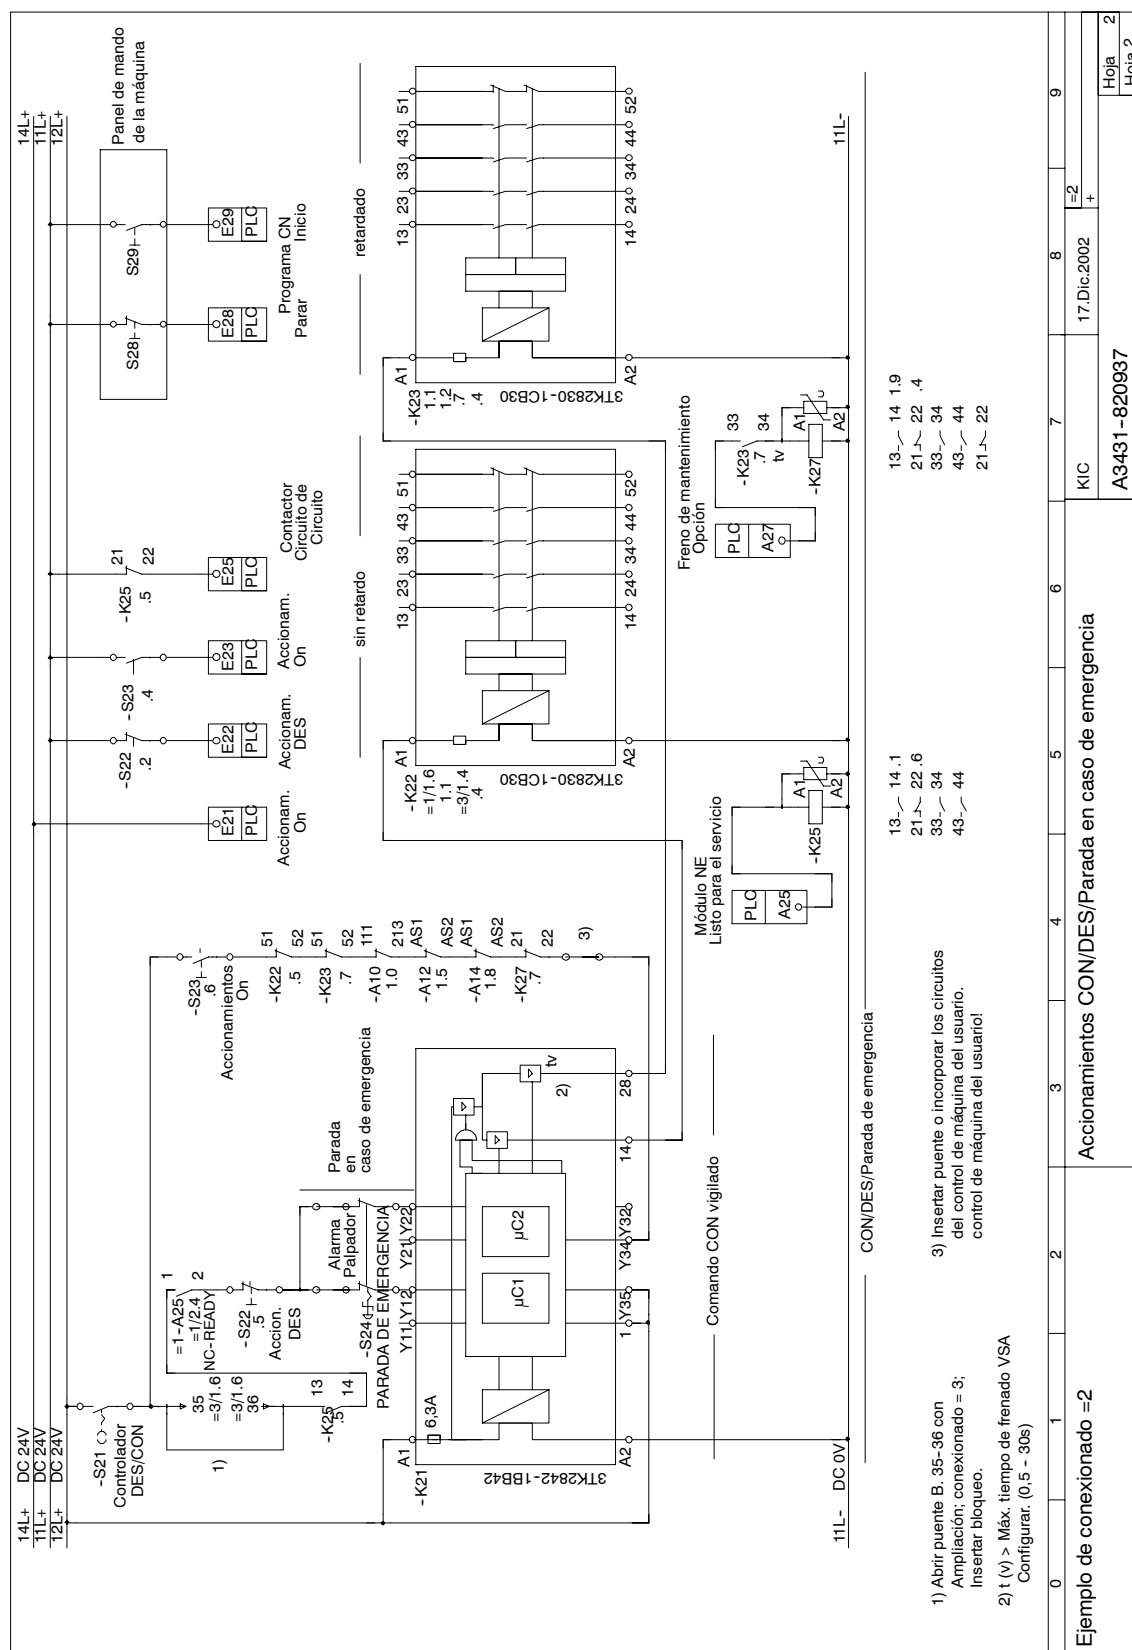 14L+ DC 24V
11L+ DC 24V
12L+ DC 24V
14L+
11L+
12L+
-S21
Controlador
DES/CON
1)
35
=3/1.6
=3/1.6
36
-K25
.5
13
14
=1-A25
=1/2.4
NC-READY
1
2
-S22
.5
Accion.
DES
-S24
Alarma
Palpador
PARADA DE EMERGENCIA
Parada
en
caso de emergencia
-S23
.6
Accionamientos
On
-K22
.5
51
52
-K23
.7
51
52
-A10
1.0
111
213
-A12
1.5
AS1
AS2
-A14
1.8
AS1
AS2
-K27
.7
21
22
3)
E21
PLC
Accionam.
On
-S22
.2
E22
PLC
Accionam.
DES
-S23
.4
E23
PLC
Accionam.
On
-K25
.5
21
22
E25
PLC
Contactor
Circuito de
Circuito
Panel de mando
de la máquina
S28
E28
PLC
Parar
S29
E29
PLC
Inicio
Programa CN
sin retardo
retardado
-K21
A1
6,3A
Y11
Y12
Y21
Y22
µC1
µC2
tv
2)
3TK2842-1BB42
A2
1
Y35
Y34
Y32
14
28
-K22
=1/1.6
1.1
=3/1.4
.4
A1
13
23
33
43
51
3TK2830-1CB30
A2
14
24
34
44
52
-K23
1.1
1.2
.7
.4
A1
13
23
33
43
51
3TK2830-1CB30
A2
14
24
34
44
52
Comando CON vigilado
Módulo NE
Listo para el servicio
PLC
A25
-K25
A1
A2
U
Freno de mantenimiento
Opción
PLC
A27
-K23
.7
tv
33
34
-K27
A1
A2
U
11L- DC 0V
11L-
CON/DES/Parada de emergencia
13 14 .1
21 22 .6
33 34
43 44
13 14 1.9
21 22 .4
33 34
43 44
21 22
1) Abrir puente B. 35-36 con
Ampliación; conexionado = 3;
Insertar bloqueo.
2) t (v) > Máx. tiempo de frenado VSA
Configurar. (0,5 - 30s)
3) Insertar puente o incorporar los circuitos
del control de máquina del usuario.
control de máquina del usuario!
0 1 2 3 4 5 6 7 8 9
Ejemplo de conexionado =2
Accionamientos CON/DES/Parada en caso de emergencia
KIC
17.Dic.2002
A3431-820937
=2
+
Hoja 2
Hoja 2